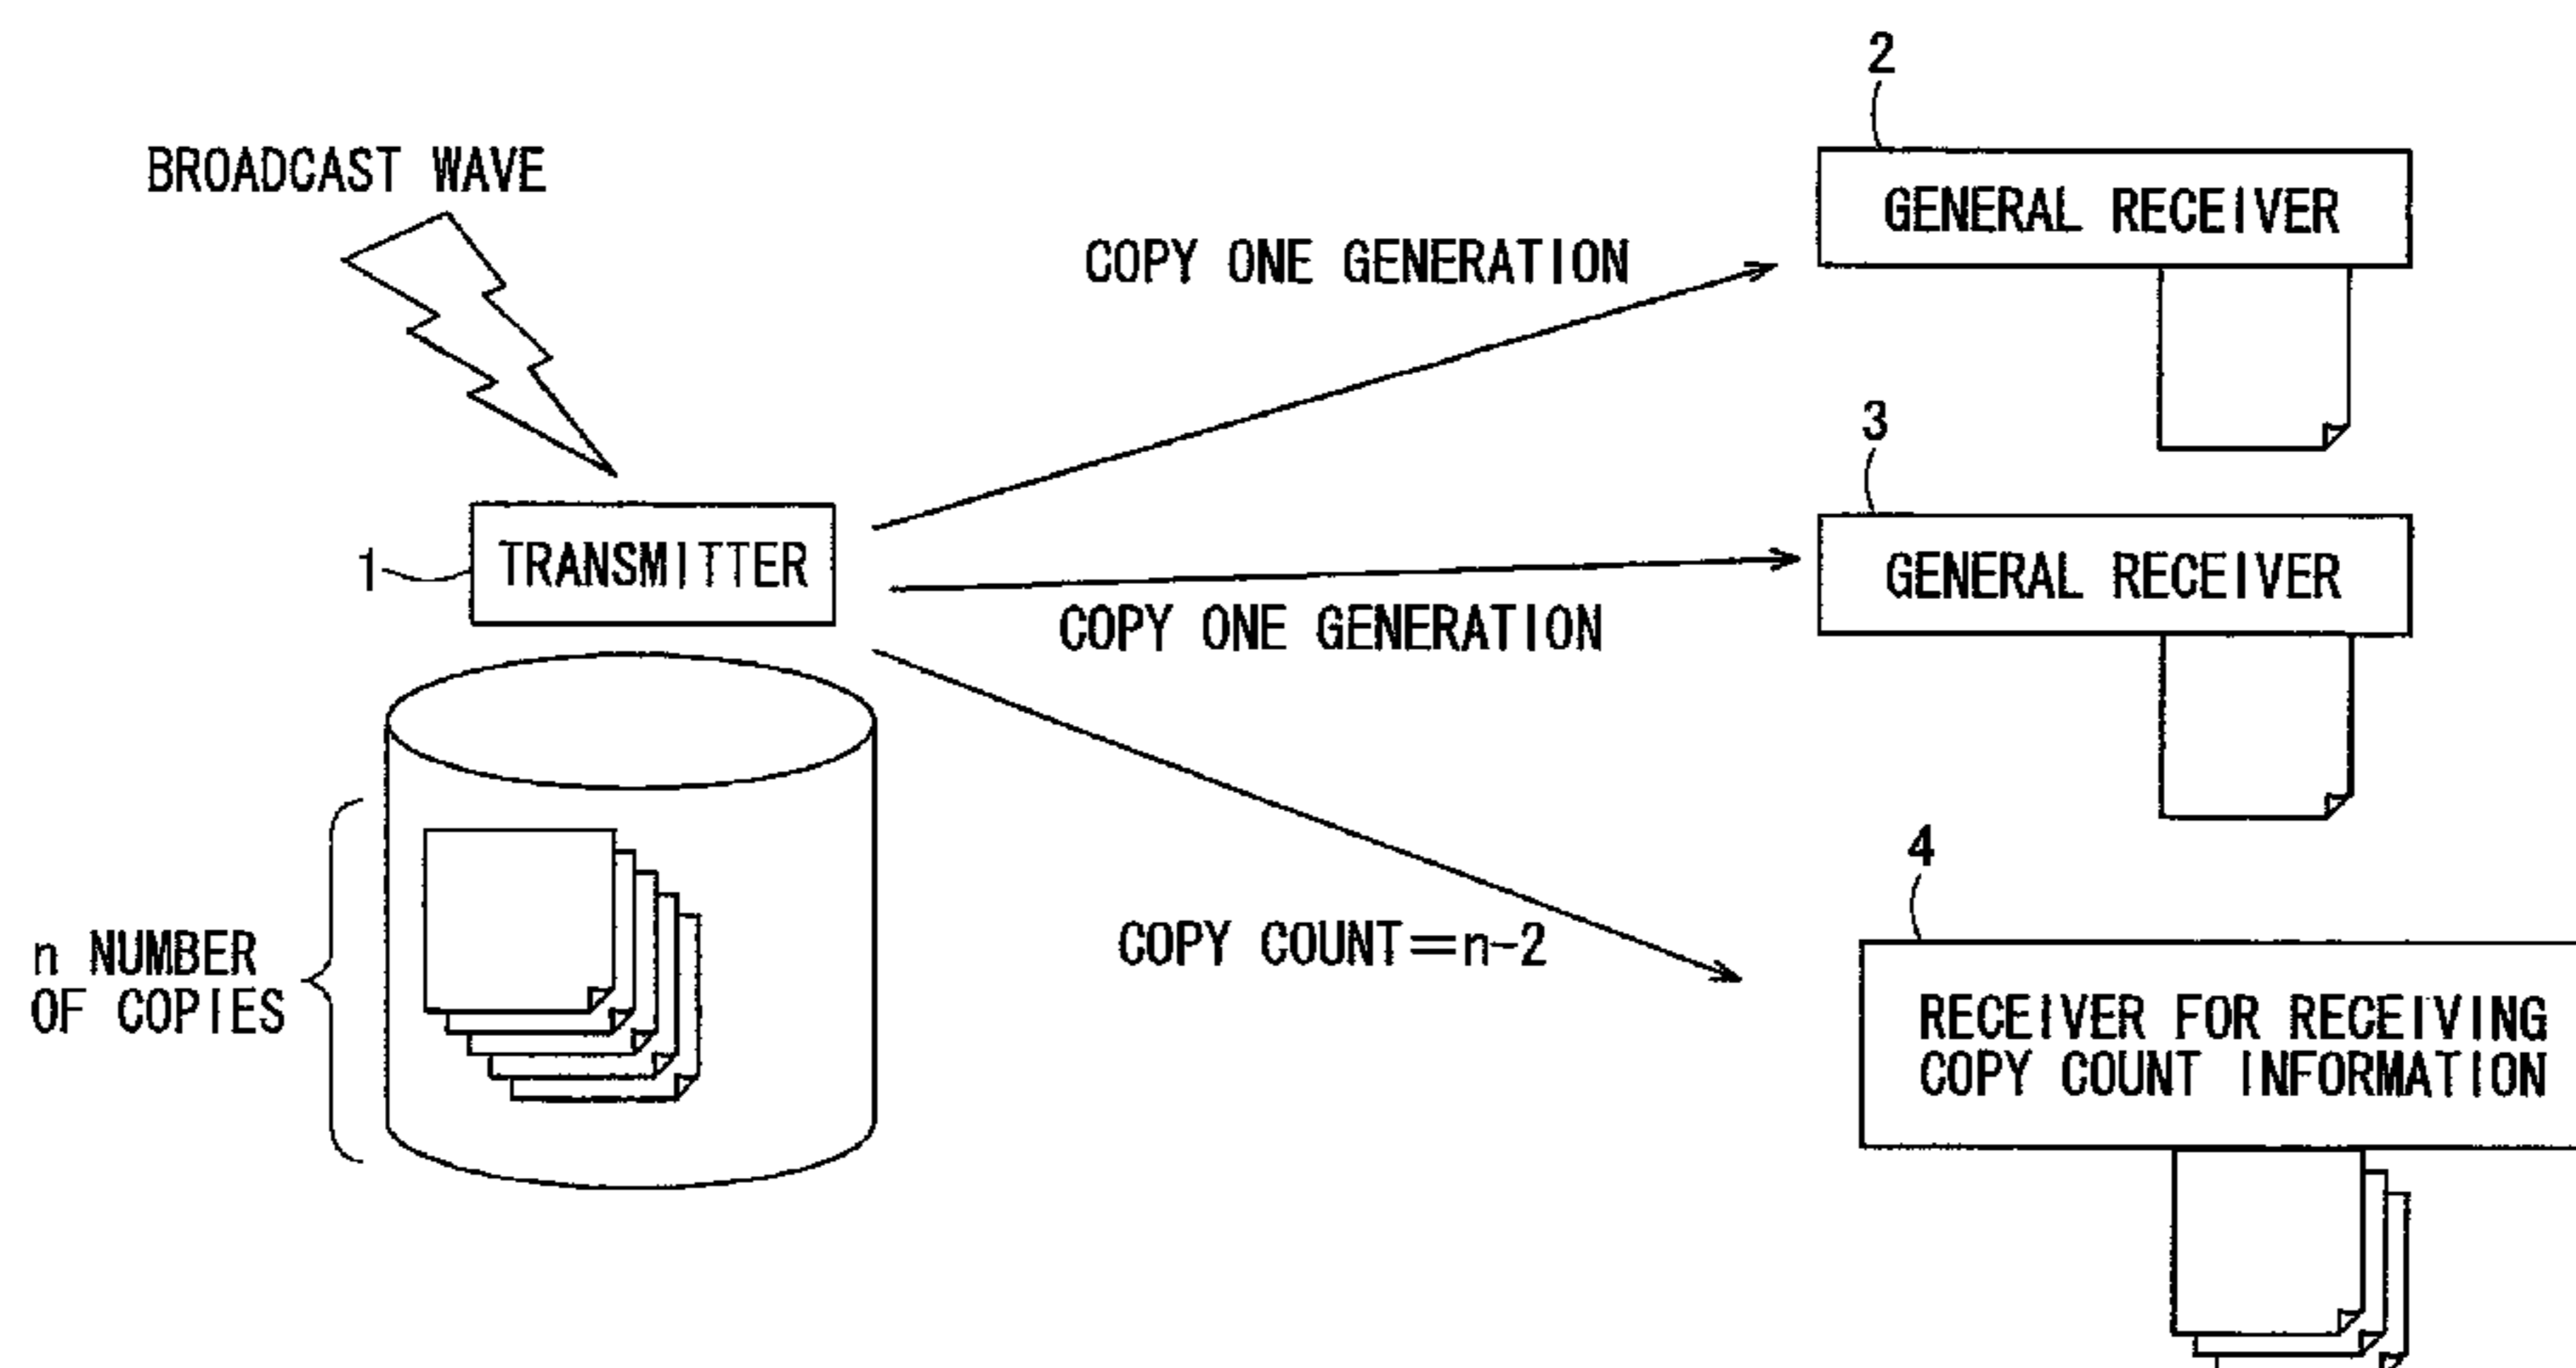 BROADCAST WAVE
1
TRANSMITTER
n NUMBER
OF COPIES
COPY ONE GENERATION
COPY ONE GENERATION
COPY COUNT=n-2
2
GENERAL RECEIVER
3
GENERAL RECEIVER
4
RECEIVER FOR RECEIVING
COPY COUNT INFORMATION